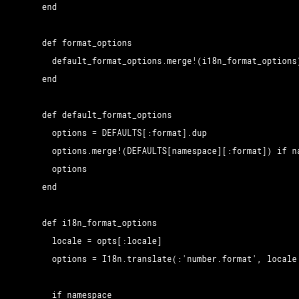 end
def format_options
default_format_options.merge!(i18n_format_options)
end
def default_format_options
options = DEFAULTS[:format].dup
options.merge!(DEFAULTS[namespace][:format]) if na
options
end
def i18n_format_options
locale = opts[:locale]
options = I18n.translate(:'number.format', locale
if namespace